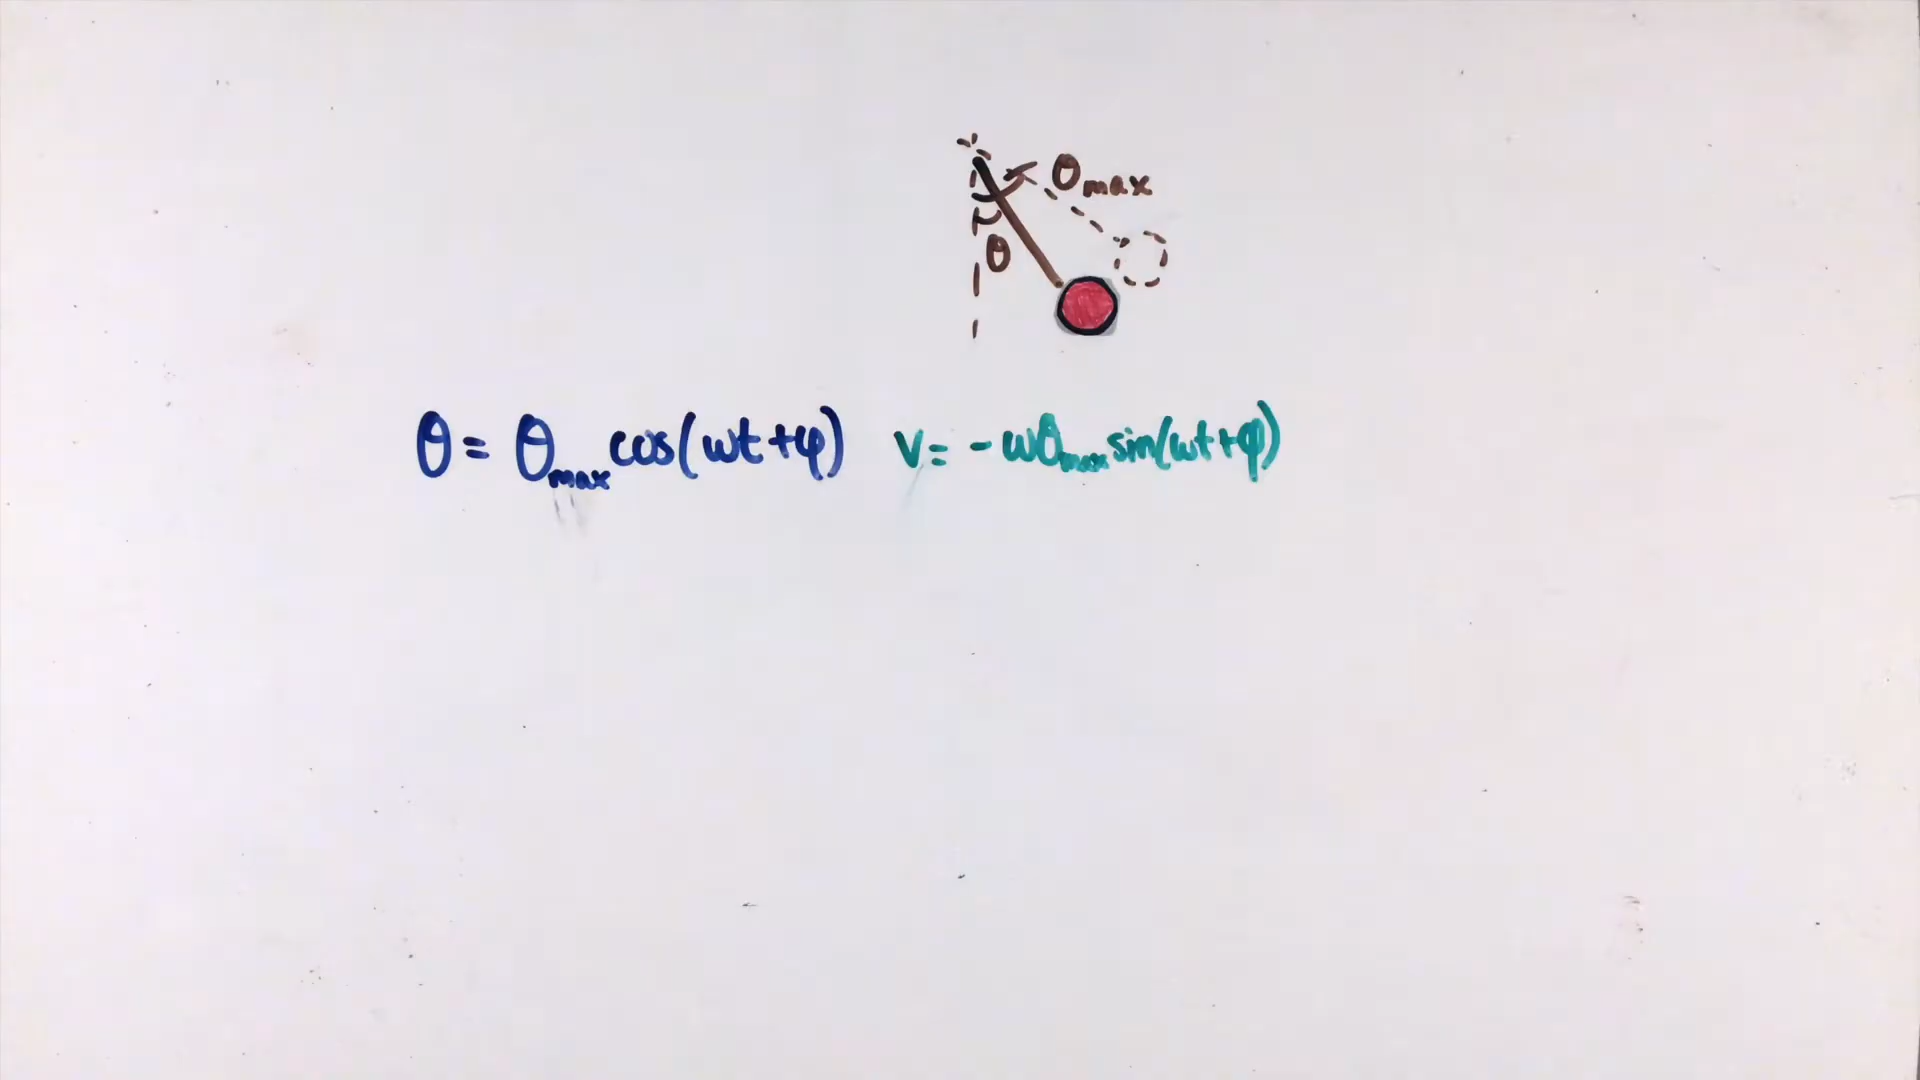 θmax
θ
θ = θmax cos(ωt+φ) v = -ωθmax sin(ωt+φ)